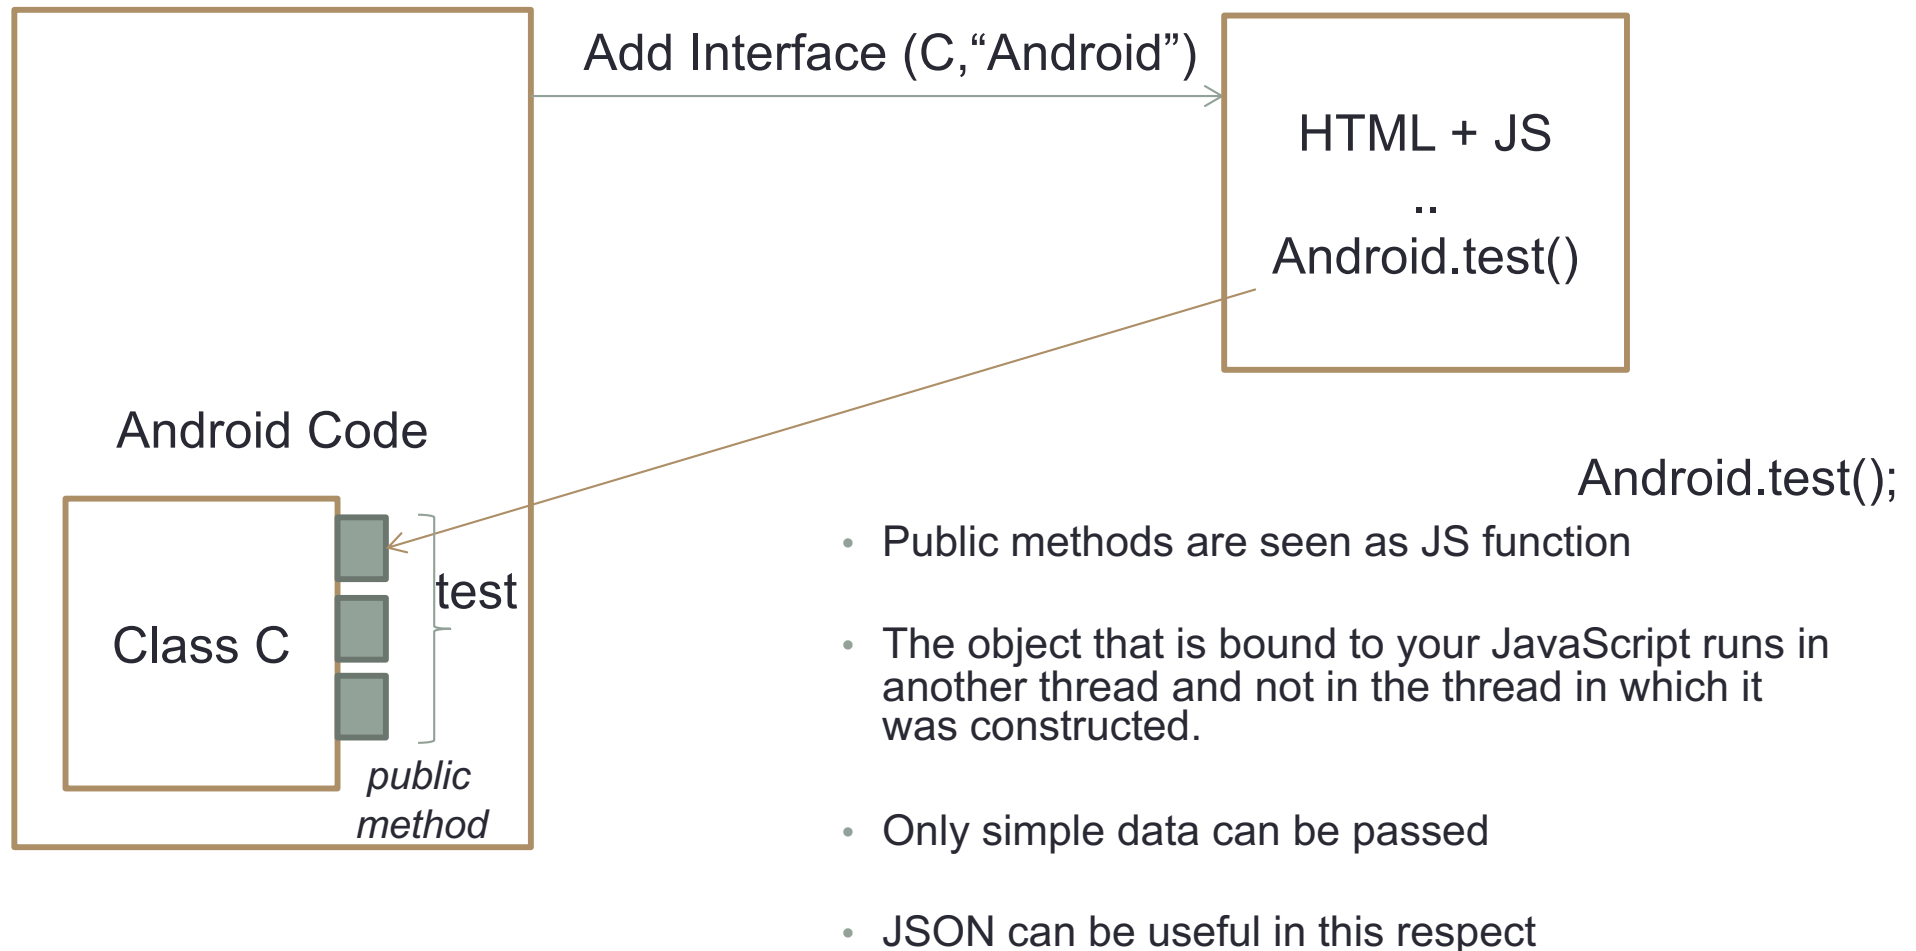 Add Interface (C,“Android”)
HTML + JS
..
Android.test()
Android Code
Class C
test
public
method
Android.test();
• Public methods are seen as JS function
• The object that is bound to your JavaScript runs in
another thread and not in the thread in which it
was constructed.
• Only simple data can be passed
• JSON can be useful in this respect